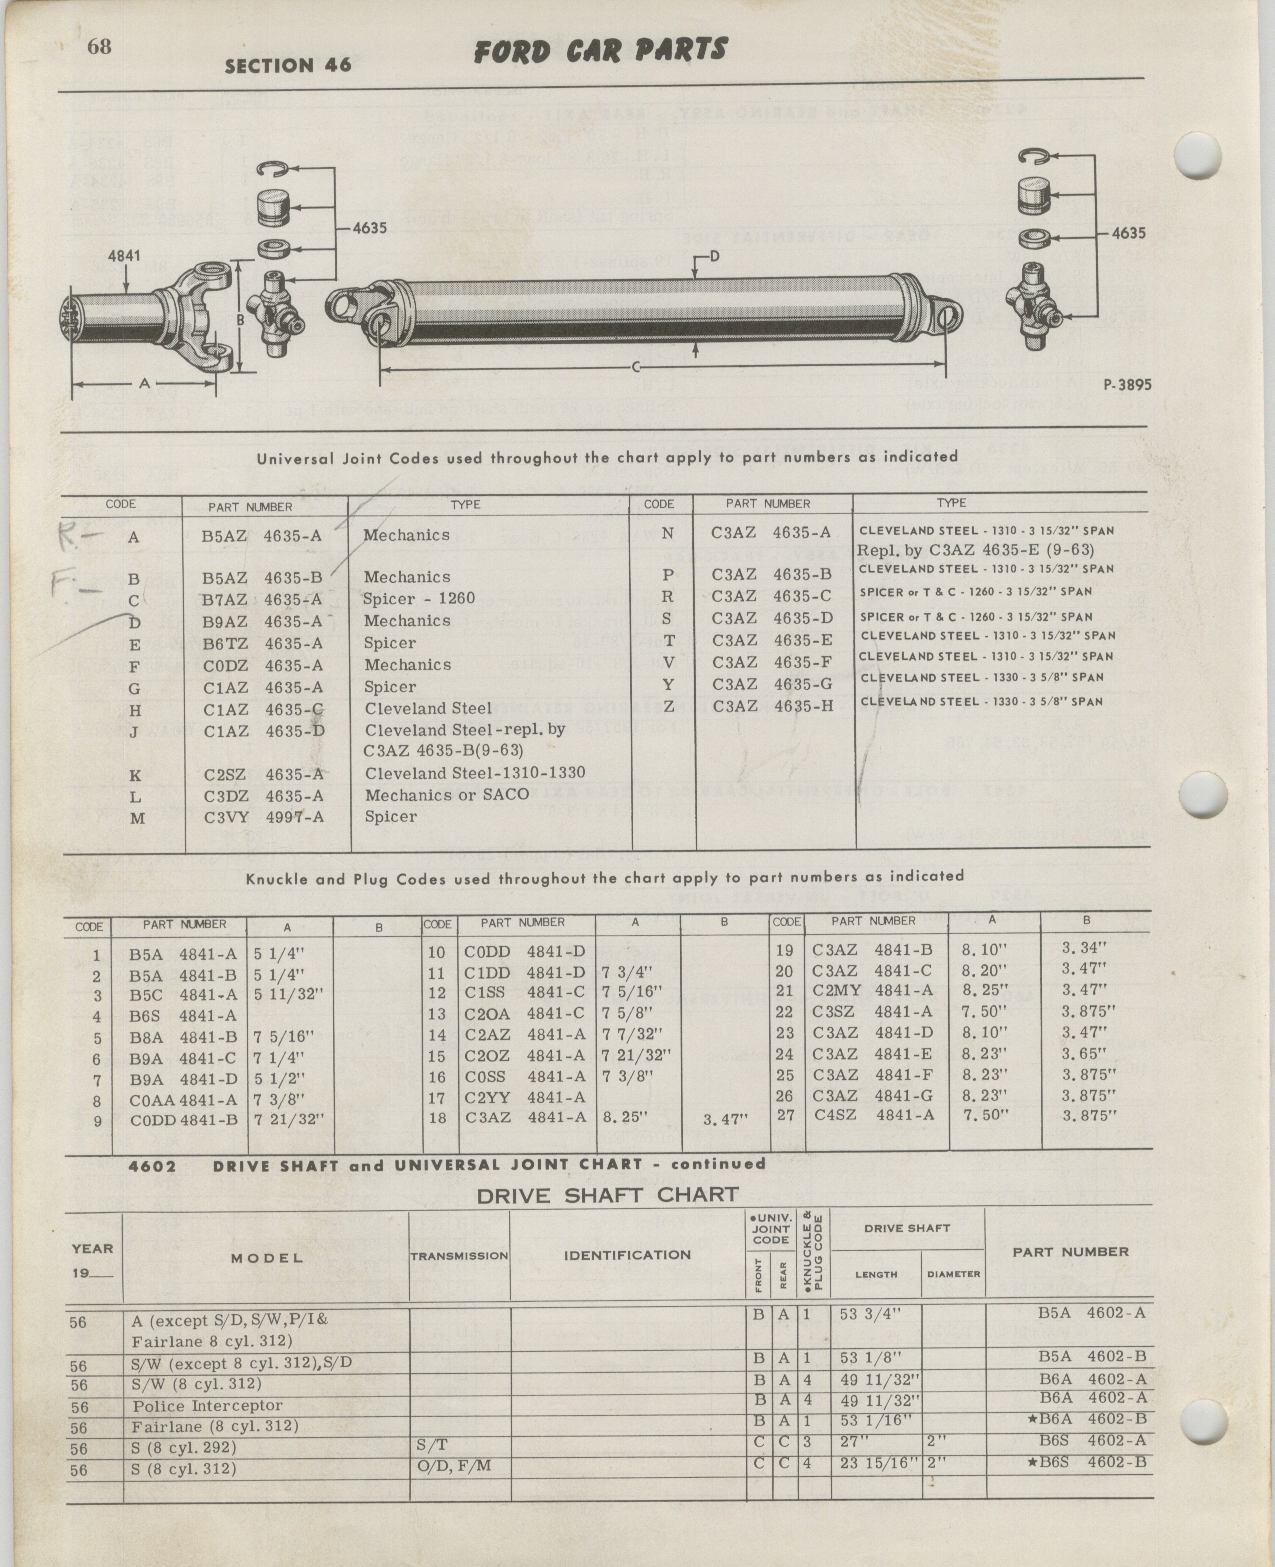 68
SECTION 46
FORD CAR PARTS
4635
4635
4841
D
B
C
A
P-3895
Universal Joint Codes used throughout the chart apply to part numbers as indicated
CODE PART NUMBER TYPE CODE PART NUMBER TYPE
R.- A B5AZ 4635-A Mechanics N C3AZ 4635-A CLEVELAND STEEL - 1310 - 3 15/32" SPAN
Repl. by C3AZ 4635-E (9-63)
F.- B B5AZ 4635-B Mechanics P C3AZ 4635-B CLEVELAND STEEL - 1310 - 3 15/32" SPAN
C B7AZ 4635-A Spicer - 1260 R C3AZ 4635-C SPICER or T & C - 1260 - 3 15/32" SPAN
D B9AZ 4635-A Mechanics S C3AZ 4635-D SPICER or T & C - 1260 - 3 15/32" SPAN
E B6TZ 4635-A Spicer T C3AZ 4635-E CLEVELAND STEEL - 1310 - 3 15/32" SPAN
F C0DZ 4635-A Mechanics V C3AZ 4635-F CLEVELAND STEEL - 1310 - 3 15/32" SPAN
G C1AZ 4635-A Spicer Y C3AZ 4635-G CLEVELAND STEEL - 1330 - 3 5/8" SPAN
H C1AZ 4635-C Cleveland Steel Z C3AZ 4635-H CLEVELAND STEEL - 1330 - 3 5/8" SPAN
J C1AZ 4635-D Cleveland Steel-repl. by
C3AZ 4635-B(9-63)
K C2SZ 4635-A Cleveland Steel-1310-1330
L C3DZ 4635-A Mechanics or SACO
M C3VY 4997-A Spicer
Knuckle and Plug Codes used throughout the chart apply to part numbers as indicated
CODE PART NUMBER A B CODE PART NUMBER A B CODE PART NUMBER A B
1 B5A 4841-A 5 1/4" 10 C0DD 4841-D 19 C3AZ 4841-B 8.10" 3.34"
2 B5A 4841-B 5 1/4" 11 C1DD 4841-D 7 3/4" 20 C3AZ 4841-C 8.20" 3.47"
3 B5C 4841-A 5 11/32" 12 C1SS 4841-C 7 5/16" 21 C2MY 4841-A 8.25" 3.47"
4 B6S 4841-A 13 C2OA 4841-C 7 5/8" 22 C3SZ 4841-A 7.50" 3.875"
5 B8A 4841-B 7 5/16" 14 C2AZ 4841-A 7 7/32" 23 C3AZ 4841-D 8.10" 3.47"
6 B9A 4841-C 7 1/4" 15 C2OZ 4841-A 7 21/32" 24 C3AZ 4841-E 8.23" 3.65"
7 B9A 4841-D 5 1/2" 16 C0SS 4841-A 7 3/8" 25 C3AZ 4841-F 8.23" 3.875"
8 C0AA 4841-A 7 3/8" 17 C2YY 4841-A 26 C3AZ 4841-G 8.23" 3.875"
9 C0DD 4841-B 7 21/32" 18 C3AZ 4841-A 8.25" 3.47" 27 C4SZ 4841-A 7.50" 3.875"
4602 DRIVE SHAFT and UNIVERSAL JOINT CHART - continued
DRIVE SHAFT CHART
YEAR 19__ MODEL TRANSMISSION IDENTIFICATION •UNIV. JOINT CODE FRONT REAR •KNUCKLE & PLUG CODE DRIVE SHAFT LENGTH DIAMETER PART NUMBER
56 A (except S/D, S/W, P/I& B A 1 53 3/4" B5A 4602-A
Fairlane 8 cyl. 312)
56 S/W (except 8 cyl. 312), S/D B A 1 53 1/8" B5A 4602-B
56 S/W (8 cyl. 312) B A 4 49 11/32" B6A 4602-A
56 Police Interceptor B A 4 49 11/32" B6A 4602-A
56 Fairlane (8 cyl. 312) B A 1 53 1/16" ★B6A 4602-B
56 S (8 cyl. 292) S/T C C 3 27" 2" B6S 4602-A
56 S (8 cyl. 312) O/D, F/M C C 4 23 15/16" 2" ★B6S 4602-B